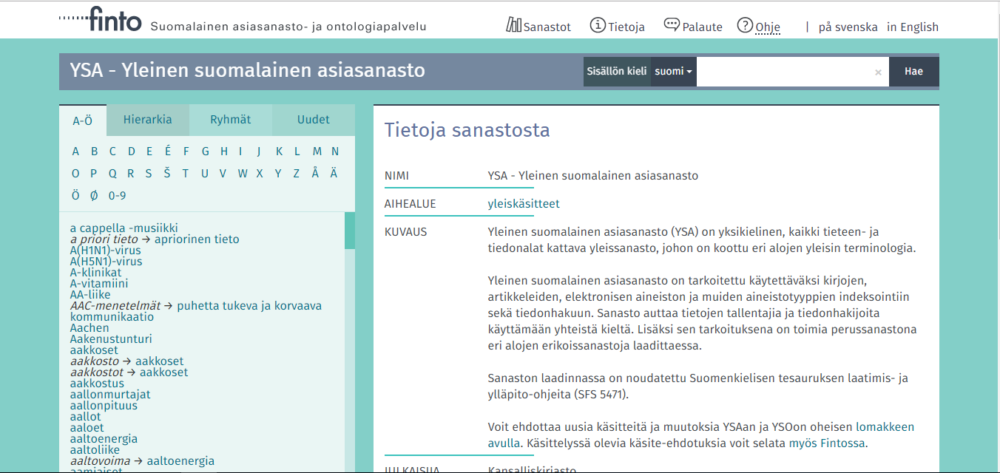 finto Suomalainen asiasanasto- ja ontologiapalvelu
Sanastot Tietoja Palaute Ohje | på svenska in English
YSA - Yleinen suomalainen asiasanasto
Sisällön kieli suomi × Hae
A-Ö Hierarkia Ryhmät Uudet
A B C D E É F G H I J K L M N
O P Q R S Š T U V W X Y Z Å Ä
Ö Ø 0-9
a cappella -musiikki
a priori tieto → apriorinen tieto
A(H1N1)-virus
A(H5N1)-virus
A-klinikat
A-vitamiini
AA-liike
AAC-menetelmät → puhetta tukeva ja korvaava
kommunikaatio
Aachen
Aakenustunturi
aakkoset
aakkosto → aakkoset
aakkostot → aakkoset
aakkostus
aallonmurtajat
aallonpituus
aallot
aaloet
aaltoenergia
aaltoliike
aaltovoima → aaltoenergia
aamiaiset
Tietoja sanastosta
NIMI YSA - Yleinen suomalainen asiasanasto
AIHEALUE yleiskäsitteet
KUVAUS Yleinen suomalainen asiasanasto (YSA) on yksikielinen, kaikki tieteen- ja
tiedonalat kattava yleissanasto, johon on koottu eri alojen yleisin terminologia.
Yleinen suomalainen asiasanasto on tarkoitettu käytettäväksi kirjojen,
artikkeleiden, elektronisen aineiston ja muiden aineistotyyppien indeksointiin
sekä tiedonhakuun. Sanasto auttaa tietojen tallentajia ja tiedonhakijoita
käyttämään yhteistä kieltä. Lisäksi sen tarkoituksena on toimia perussanastona
eri alojen erikoissanastoja laadittaessa.
Sanaston laadinnassa on noudatettu Suomenkielisen tesauruksen laatimis- ja
ylläpito-ohjeita (SFS 5471).
Voit ehdottaa uusia käsitteitä ja muutoksia YSAan ja YSOon oheisen lomakkeen
avulla. Käsittelyssä olevia käsite-ehdotuksia voit selata myös Fintossa.
JULKAISIJA Kansalliskirjasto